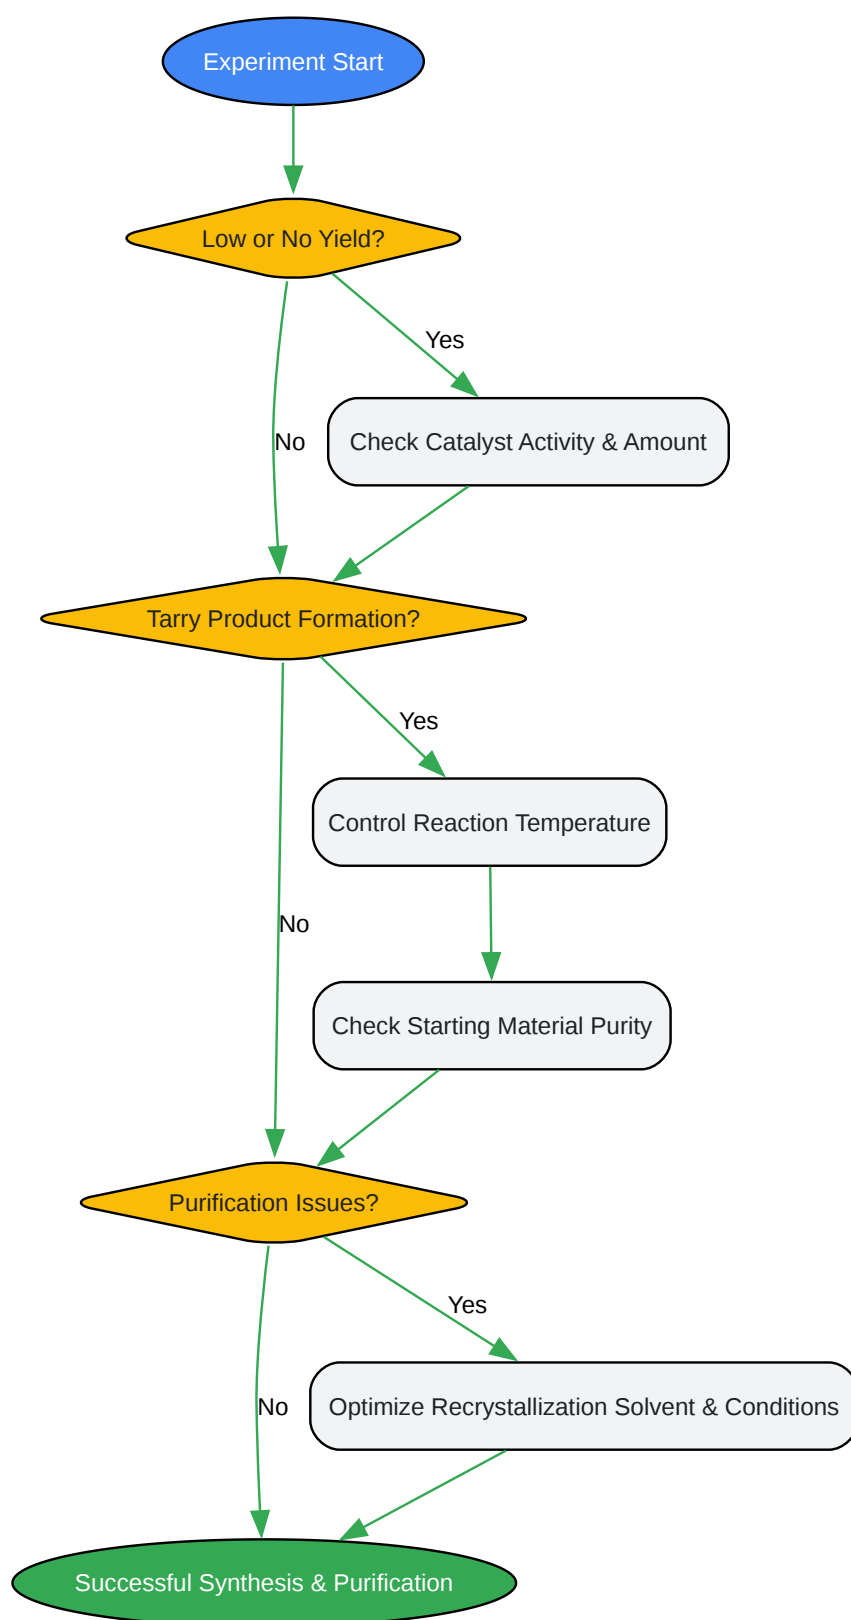 Experiment Start
Low or No Yield?
Yes
Check Catalyst Activity & Amount
No
Tarry Product Formation?
Yes
Control Reaction Temperature
No
Check Starting Material Purity
Purification Issues?
Yes
Optimize Recrystallization Solvent & Conditions
No
Successful Synthesis & Purification